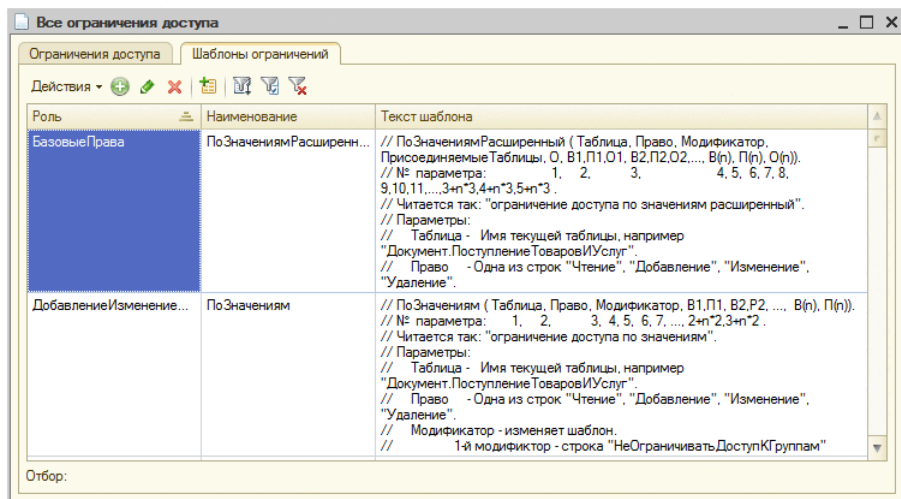 Все ограничения доступа
Ограничения доступа
Шаблоны ограничений
Действия
Роль
Наименование
Текст шаблона
БазовыеПрава
ПоЗначениямРасширенн...
// ПоЗначениямРасширенный ( Таблица, Право, Модификатор,
ПрисоединяемыеТаблицы, О, В1,П1,О1, В2,П2,О2,..., В(n), П(n), О(n)).
// № параметра: 1, 2, 3, 4, 5, 6, 7, 8,
9,10,11,...,3+n*3,4+n*3,5+n*3 .
// Читается так: "ограничение доступа по значениям расширенный".
// Параметры:
// Таблица - Имя текущей таблицы, например
"Документ.ПоступлениеТоваровИУслуг".
// Право - Одна из строк "Чтение", "Добавление", "Изменение",
"Удаление".
ДобавлениеИзменение...
ПоЗначениям
// ПоЗначениям ( Таблица, Право, Модификатор, В1,П1, В2,Р2, ..., В(n), П(n)).
// № параметра: 1, 2, 3, 4, 5, 6, 7, ..., 2+n*2,3+n*2 .
// Читается так: "ограничение доступа по значениям".
// Параметры:
// Таблица - Имя текущей таблицы, например
"Документ.ПоступлениеТоваровИУслуг".
// Право - Одна из строк "Чтение", "Добавление", "Изменение",
"Удаление".
// Модификатор - изменяет шаблон.
// 1-й модификтор - строка "НеОграничиватьДоступКГруппам"
Отбор: